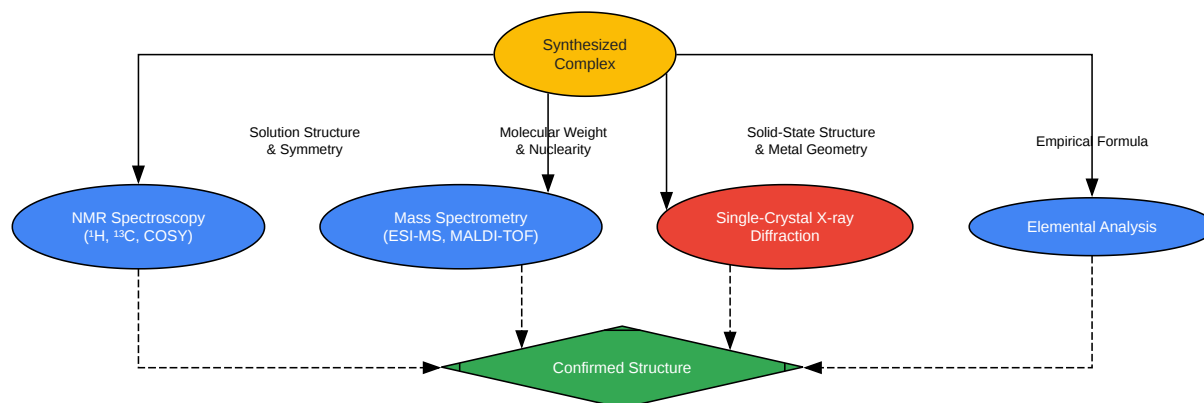 Synthesized
Complex
Solution Structure
& Symmetry
Molecular Weight
& Nuclearity
Solid-State Structure
& Metal Geometry
Empirical Formula
NMR Spectroscopy
(¹H, ¹³C, COSY)
Mass Spectrometry
(ESI-MS, MALDI-TOF)
Single-Crystal X-ray
Diffraction
Elemental Analysis
Confirmed Structure